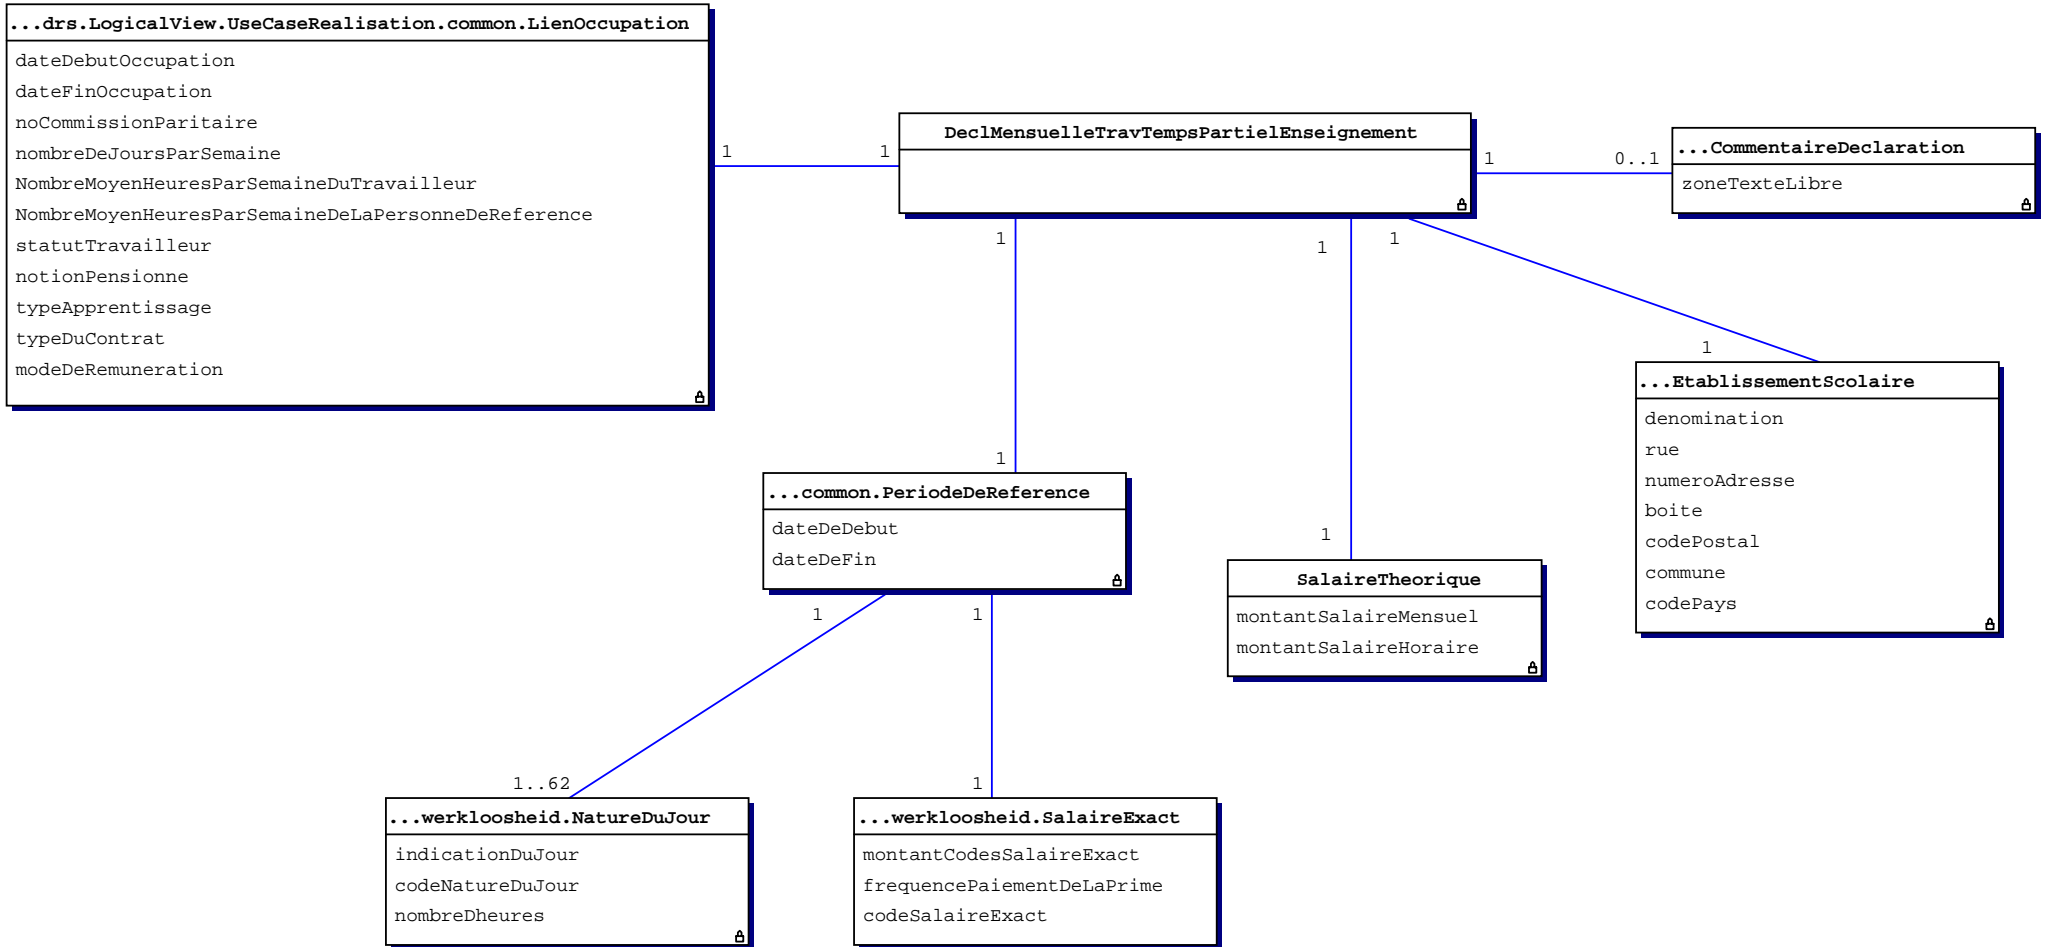 ...drs.LogicalView.UseCaseRealisation.common.LienOccupation
dateDebutOccupation
dateFinOccupation
noCommissionParitaire
nombreDeJoursParSemaine
NombreMoyenHeuresParSemaineDuTravailleur
NombreMoyenHeuresParSemaineDeLaPersonneDeReference
statutTravailleur
notionPensionne
typeApprentissage
typeDuContrat
modeDeRemuneration
1
1
DeclMensuelleTravTempsPartielEnseignement
1
0..1
...CommentaireDeclaration
zoneTexteLibre
1
1
1
1
...EtablissementScolaire
denomination
rue
numeroAdresse
boite
codePostal
commune
codePays
1
...common.PeriodeDeReference
dateDeDebut
dateDeFin
1
SalaireTheorique
montantSalaireMensuel
montantSalaireHoraire
1
1
1..62
1
...werkloosheid.NatureDuJour
indicationDuJour
codeNatureDuJour
nombreDheures
...werkloosheid.SalaireExact
montantCodesSalaireExact
frequencePaiementDeLaPrime
codeSalaireExact